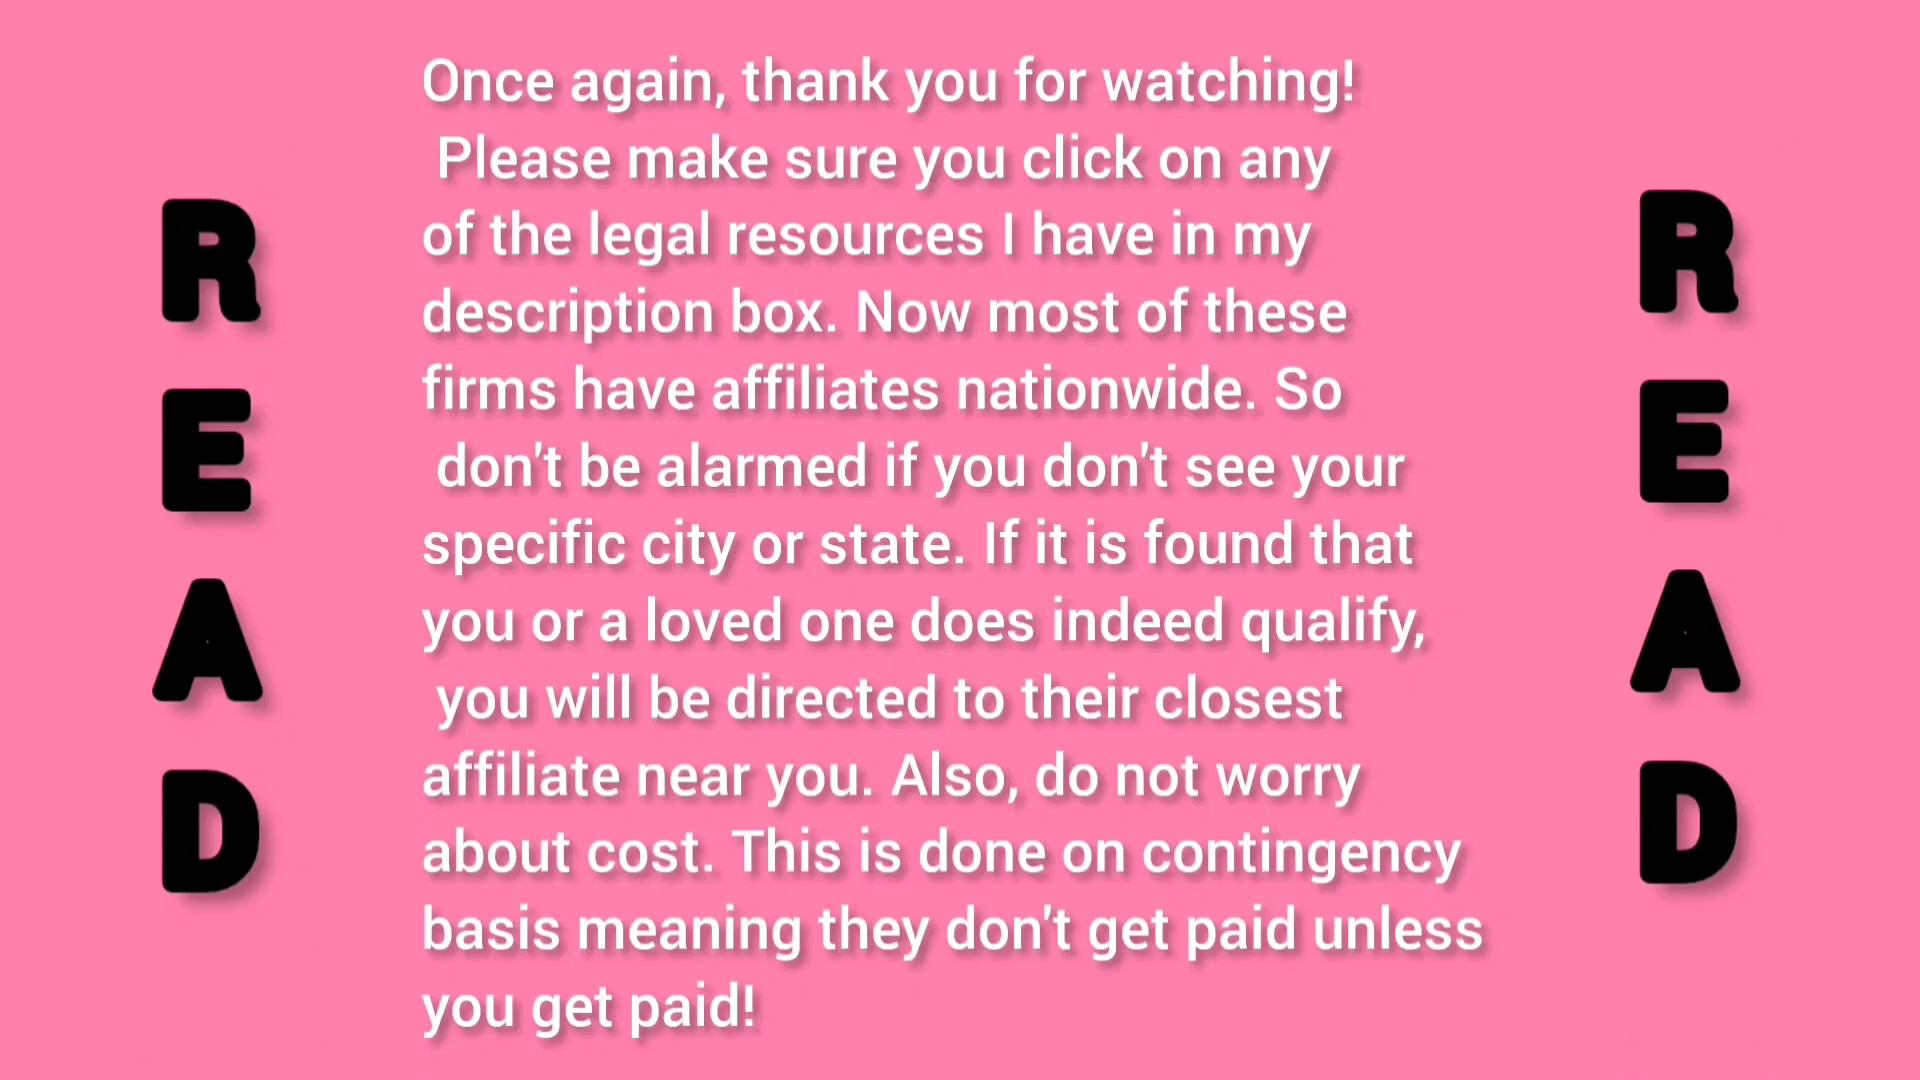 R
E
A
D
Once again, thank you for watching!
Please make sure you click on any
of the legal resources I have in my
description box. Now most of these
firms have affiliates nationwide. So
don't be alarmed if you don't see your
specific city or state. If it is found that
you or a loved one does indeed qualify,
you will be directed to their closest
affiliate near you. Also, do not worry
about cost. This is done on contingency
basis meaning they don't get paid unless
you get paid!
R
E
A
D